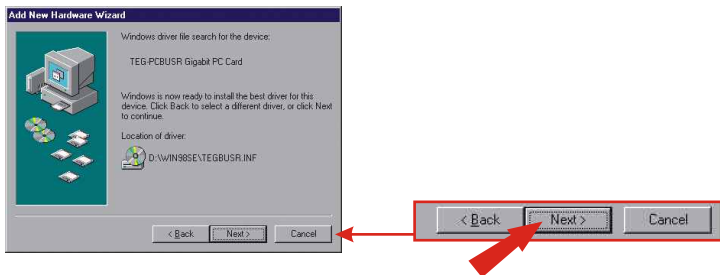 Add New Hardware Wizard
Windows driver file search for the device:
TEG-PCBUSR Gigabit PC Card
Windows is now ready to install the best driver for this
device. Click Back to select a different driver, or click Next
to continue.
Location of driver:
D:\WIN98SE\TEGBUSR.INF
< Back Next > Cancel
< Back Next > Cancel